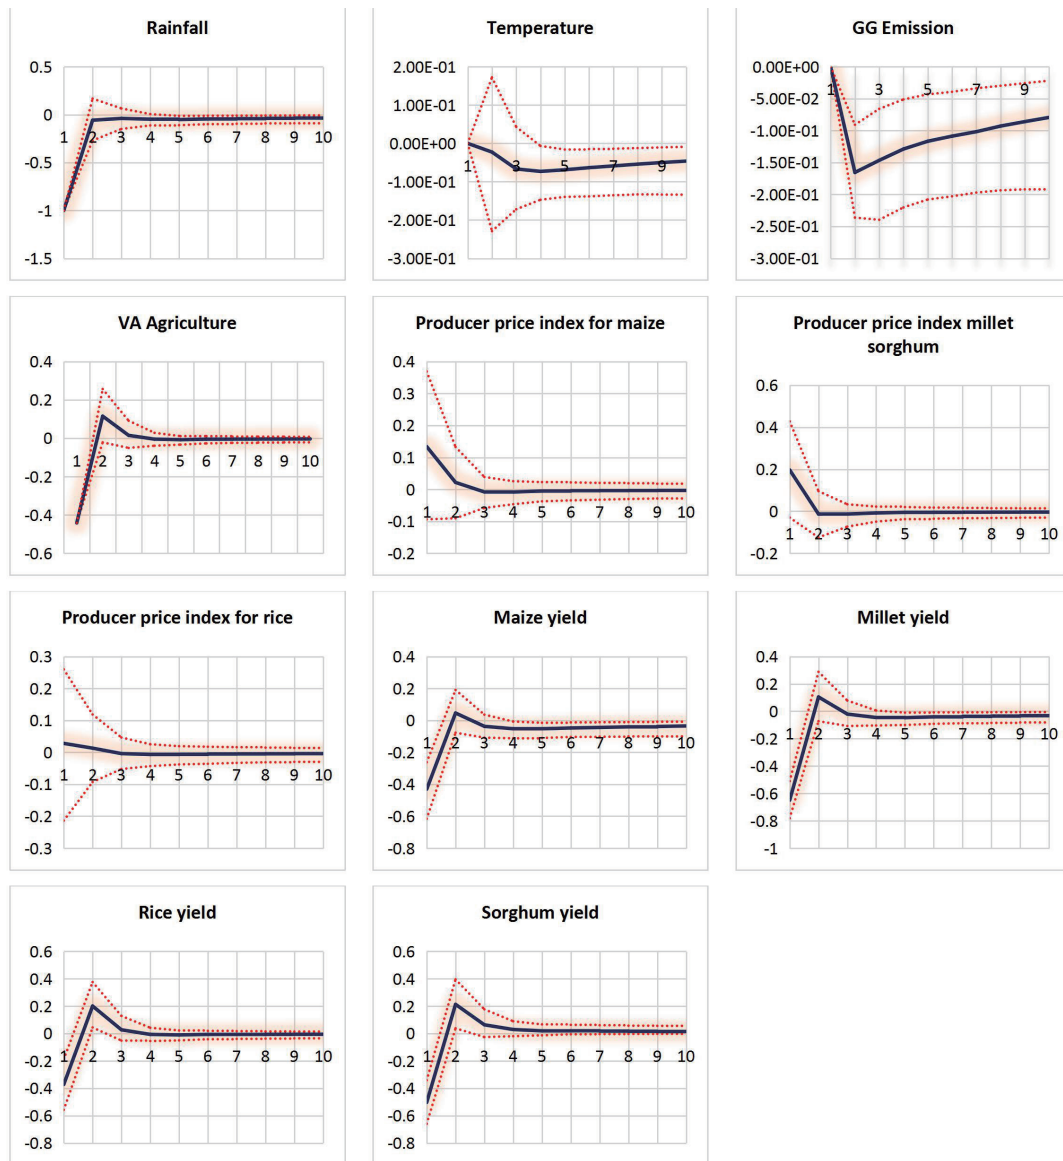 Rainfall
0.5
0
-0.5
-1
-1.5
1 2 3 4 5 6 7 8 9 10
Temperature
2.00E-01
1.00E-01
0.00E+00
-1.00E-01
-2.00E-01
-3.00E-01
1 3 5 7 9
GG Emission
0.00E+00
-5.00E-02
-1.00E-01
-1.50E-01
-2.00E-01
-2.50E-01
-3.00E-01
1 3 5 7 9
VA Agriculture
0.4
0.2
0
-0.2
-0.4
-0.6
1 2 3 4 5 6 7 8 9 10
Producer price index for maize
0.4
0.3
0.2
0.1
0
-0.1
-0.2
1 2 3 4 5 6 7 8 9 10
Producer price index millet
sorghum
0.6
0.4
0.2
0
-0.2
1 2 3 4 5 6 7 8 9 10
Producer price index for rice
0.3
0.2
0.1
0
-0.1
-0.2
-0.3
1 2 3 4 5 6 7 8 9 10
Maize yield
0.4
0.2
0
-0.2
-0.4
-0.6
-0.8
1 2 3 4 5 6 7 8 9 10
Millet yield
0.4
0.2
0
-0.2
-0.4
-0.6
-0.8
-1
1 2 3 4 5 6 7 8 9 10
Rice yield
0.6
0.4
0.2
0
-0.2
-0.4
-0.6
-0.8
1 2 3 4 5 6 7 8 9 10
Sorghum yield
0.6
0.4
0.2
0
-0.2
-0.4
-0.6
-0.8
1 2 3 4 5 6 7 8 9 10